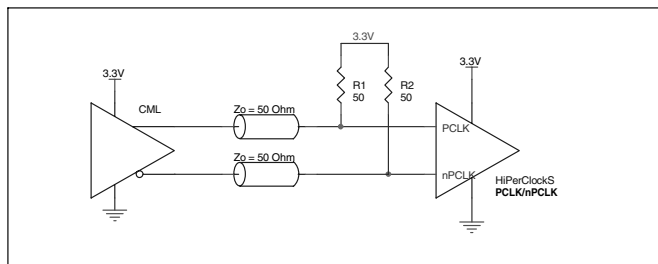 3.3V
3.3V
3.3V
CML
R1
50
R2
50
Zo = 50 Ohm
PCLK
Zo = 50 Ohm
nPCLK
HiPerClockS
PCLK/nPCLK